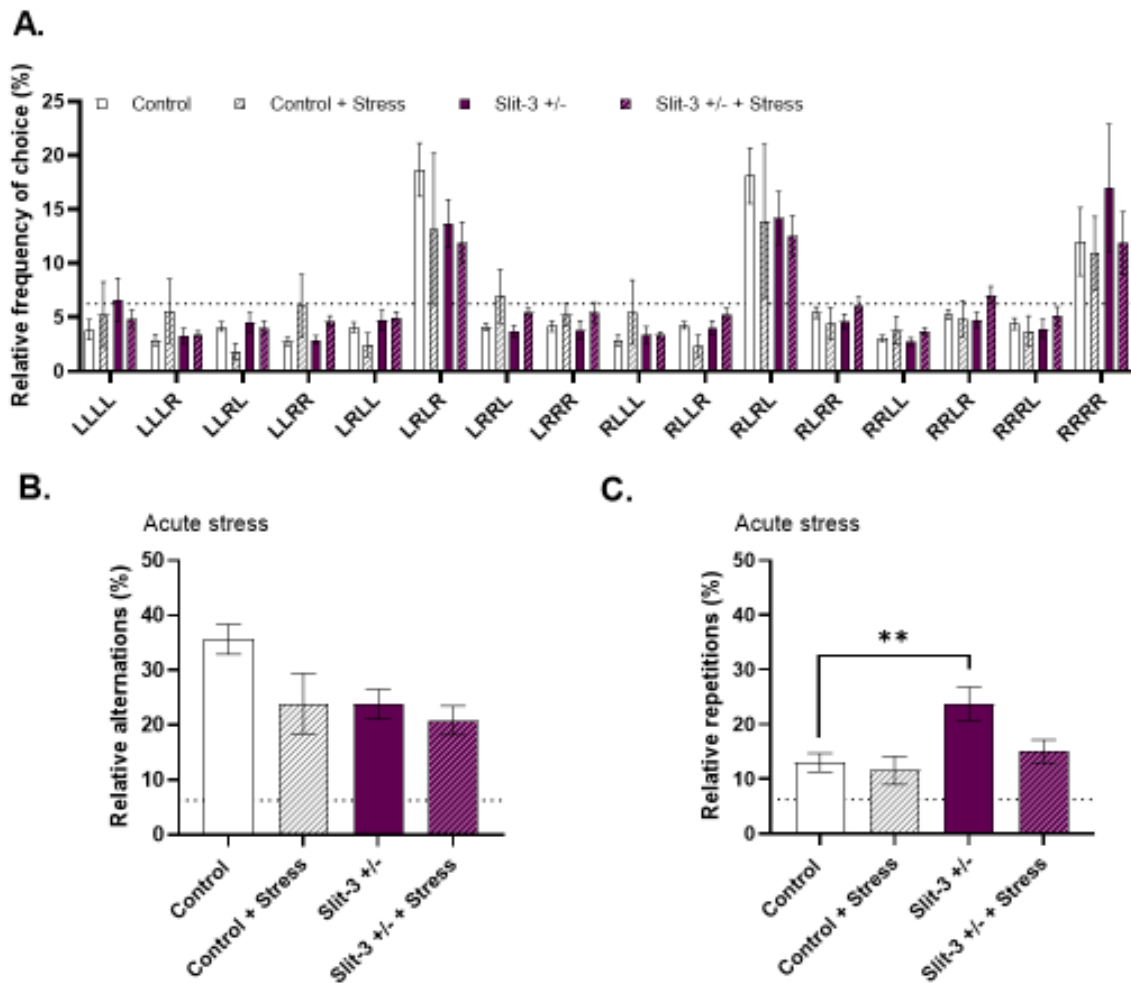 A.
Relative frequency of choice (%)
25
20
15
10
5
0
Control Control + Stress Slit-3 +/- Slit-3 +/- + Stress
LLLL LLLR LLRL LLRR LRLL LRLR LRRL LRRR RLLL RLLR RLRL RLRR RRLL RRLR RRRL RRRR
B.
Acute stress
Relative alternations (%)
50
40
30
20
10
0
Control
Control + Stress
Slit-3 +/-
Slit-3 +/- + Stress
C.
Acute stress
Relative repetitions (%)
50
40
30
20
10
0
**
Control
Control + Stress
Slit-3 +/-
Slit-3 +/- + Stress